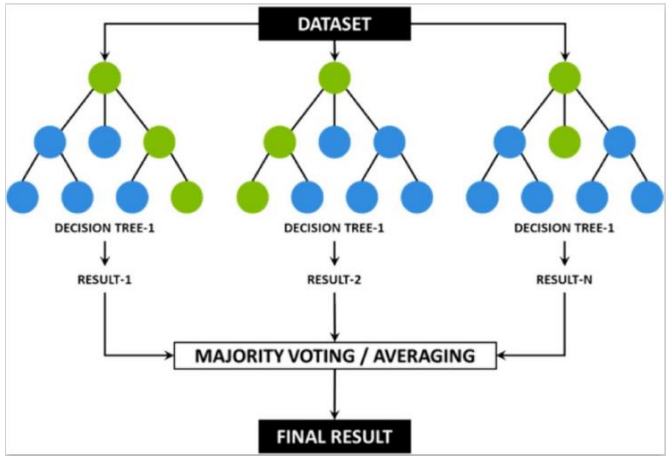 DATASET
DECISION TREE-1
DECISION TREE-1
DECISION TREE-1
RESULT-1
RESULT-2
RESULT-N
MAJORITY VOTING / AVERAGING
FINAL RESULT